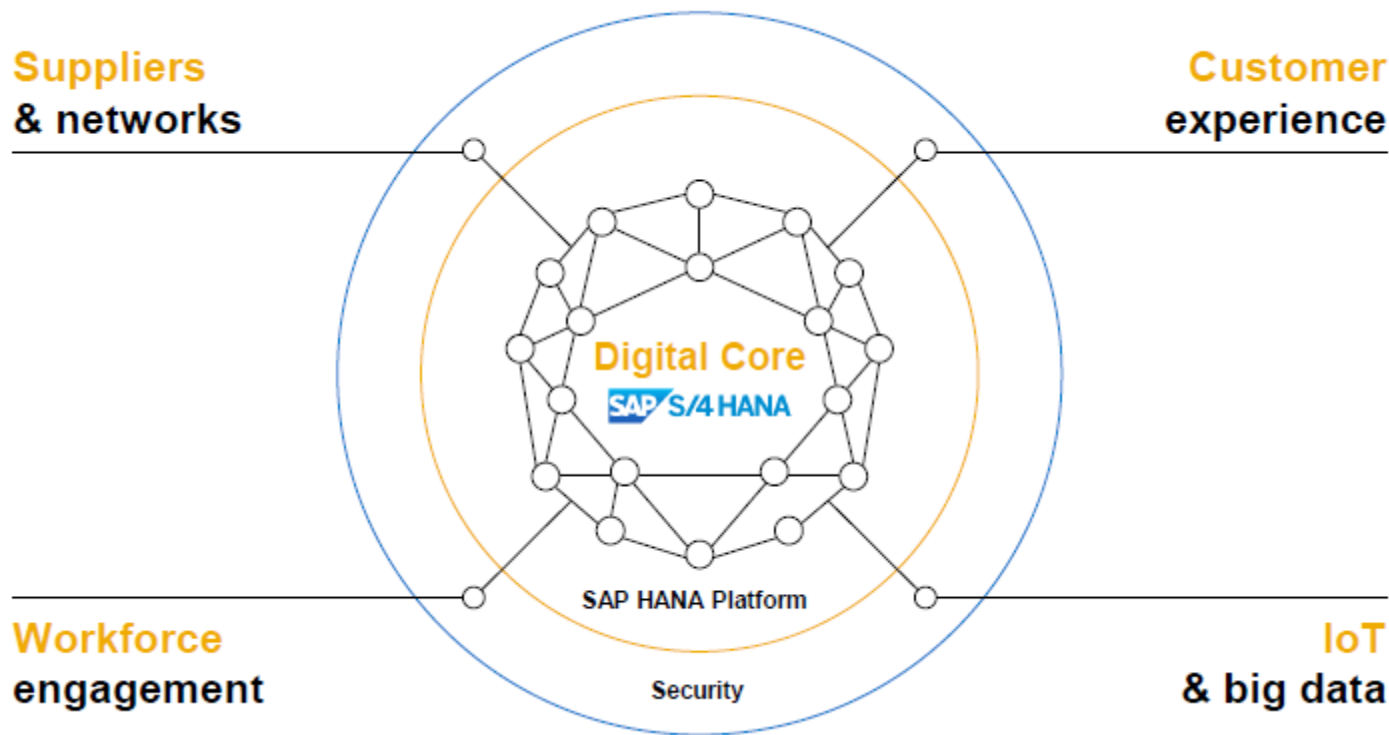 Suppliers
& networks
Customer
experience
Digital Core
SAP S/4HANA
SAP HANA Platform
Security
Workforce
engagement
IoT
& big data